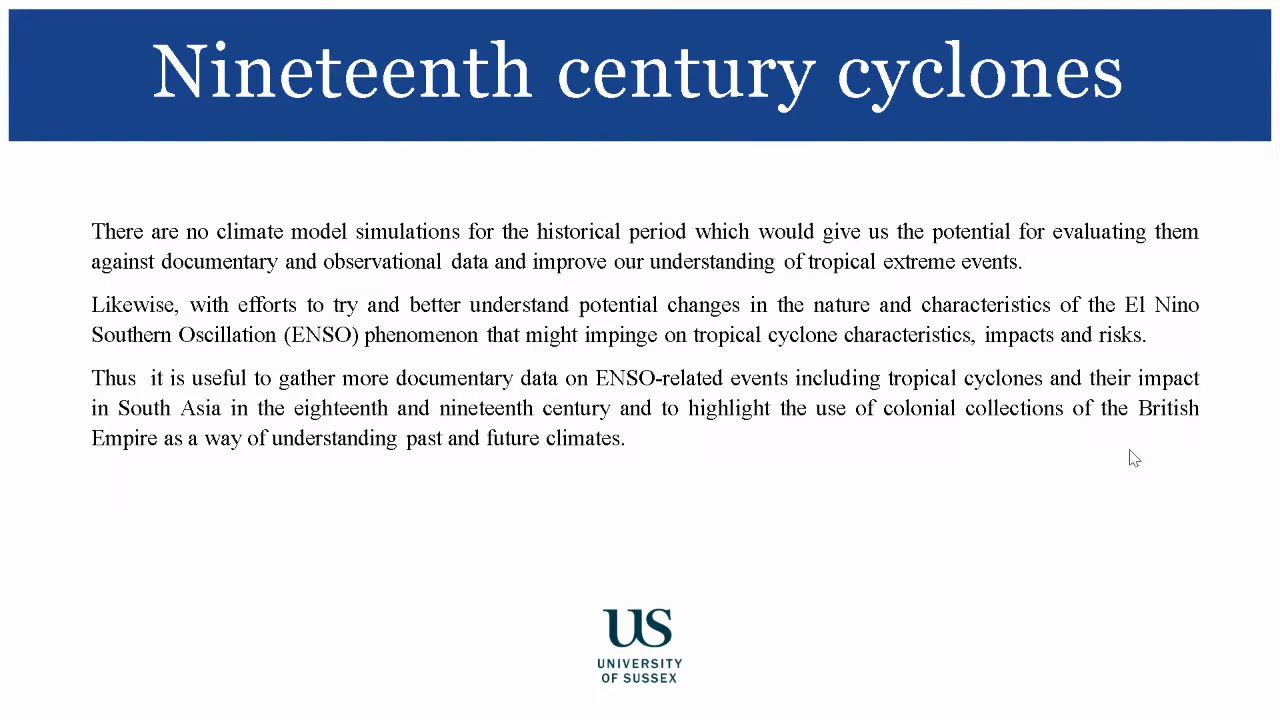 Nineteenth century cyclones
There are no climate model simulations for the historical period which would give us the potential for evaluating them
against documentary and observational data and improve our understanding of tropical extreme events.
Likewise, with efforts to try and better understand potential changes in the nature and characteristics of the El Nino
Southern Oscillation (ENSO) phenomenon that might impinge on tropical cyclone characteristics, impacts and risks.
Thus it is useful to gather more documentary data on ENSO-related events including tropical cyclones and their impact
in South Asia in the eighteenth and nineteenth century and to highlight the use of colonial collections of the British
Empire as a way of understanding past and future climates.
US
UNIVERSITY
OF SUSSEX